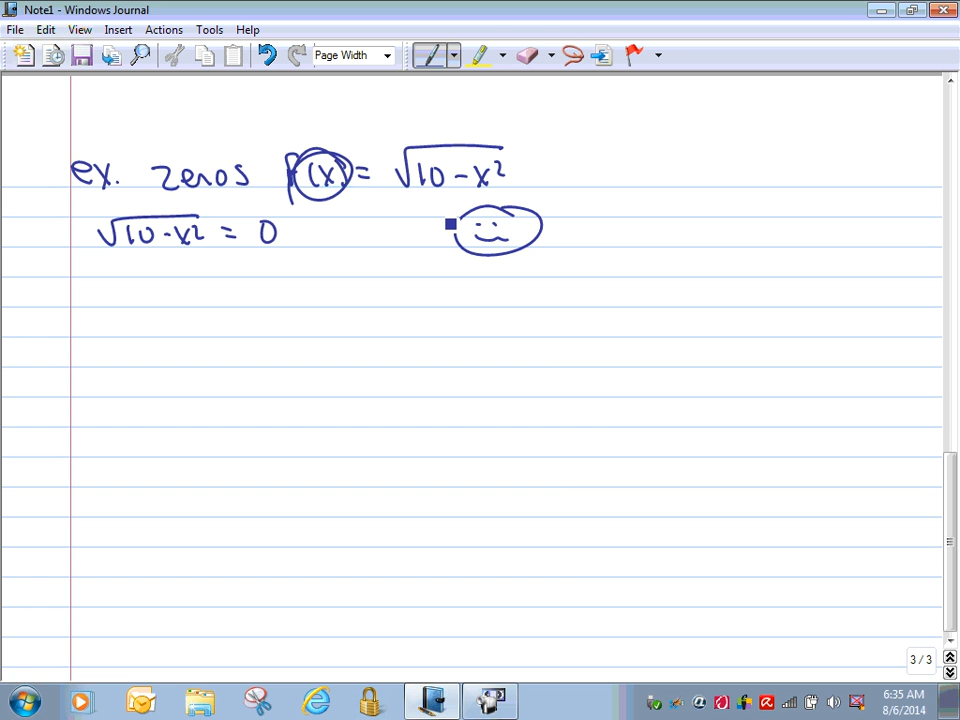 Note1 - Windows Journal
File Edit View Insert Actions Tools Help
Page Width
ex. zeros f(x) = √10-x²
√10-x² = 0
3 / 3
6:35 AM
8/6/2014